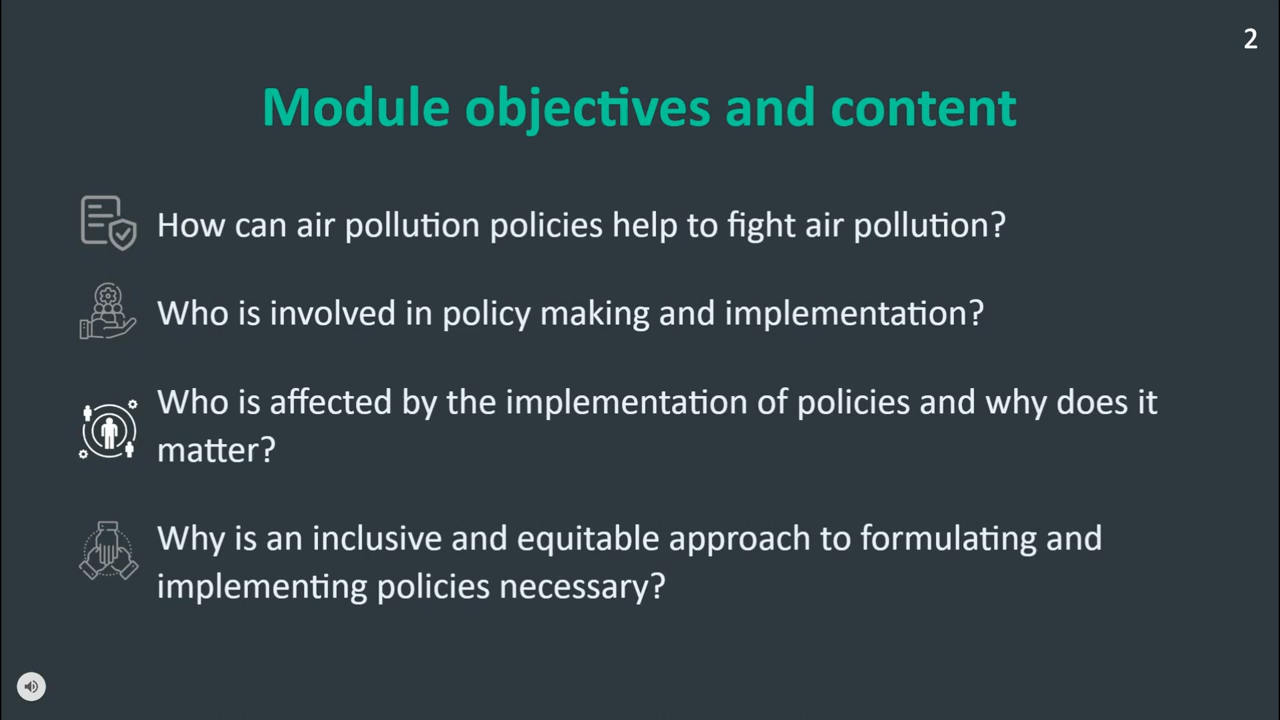 2
Module objectives and content
How can air pollution policies help to fight air pollution?
Who is involved in policy making and implementation?
Who is affected by the implementation of policies and why does it
matter?
Why is an inclusive and equitable approach to formulating and
implementing policies necessary?